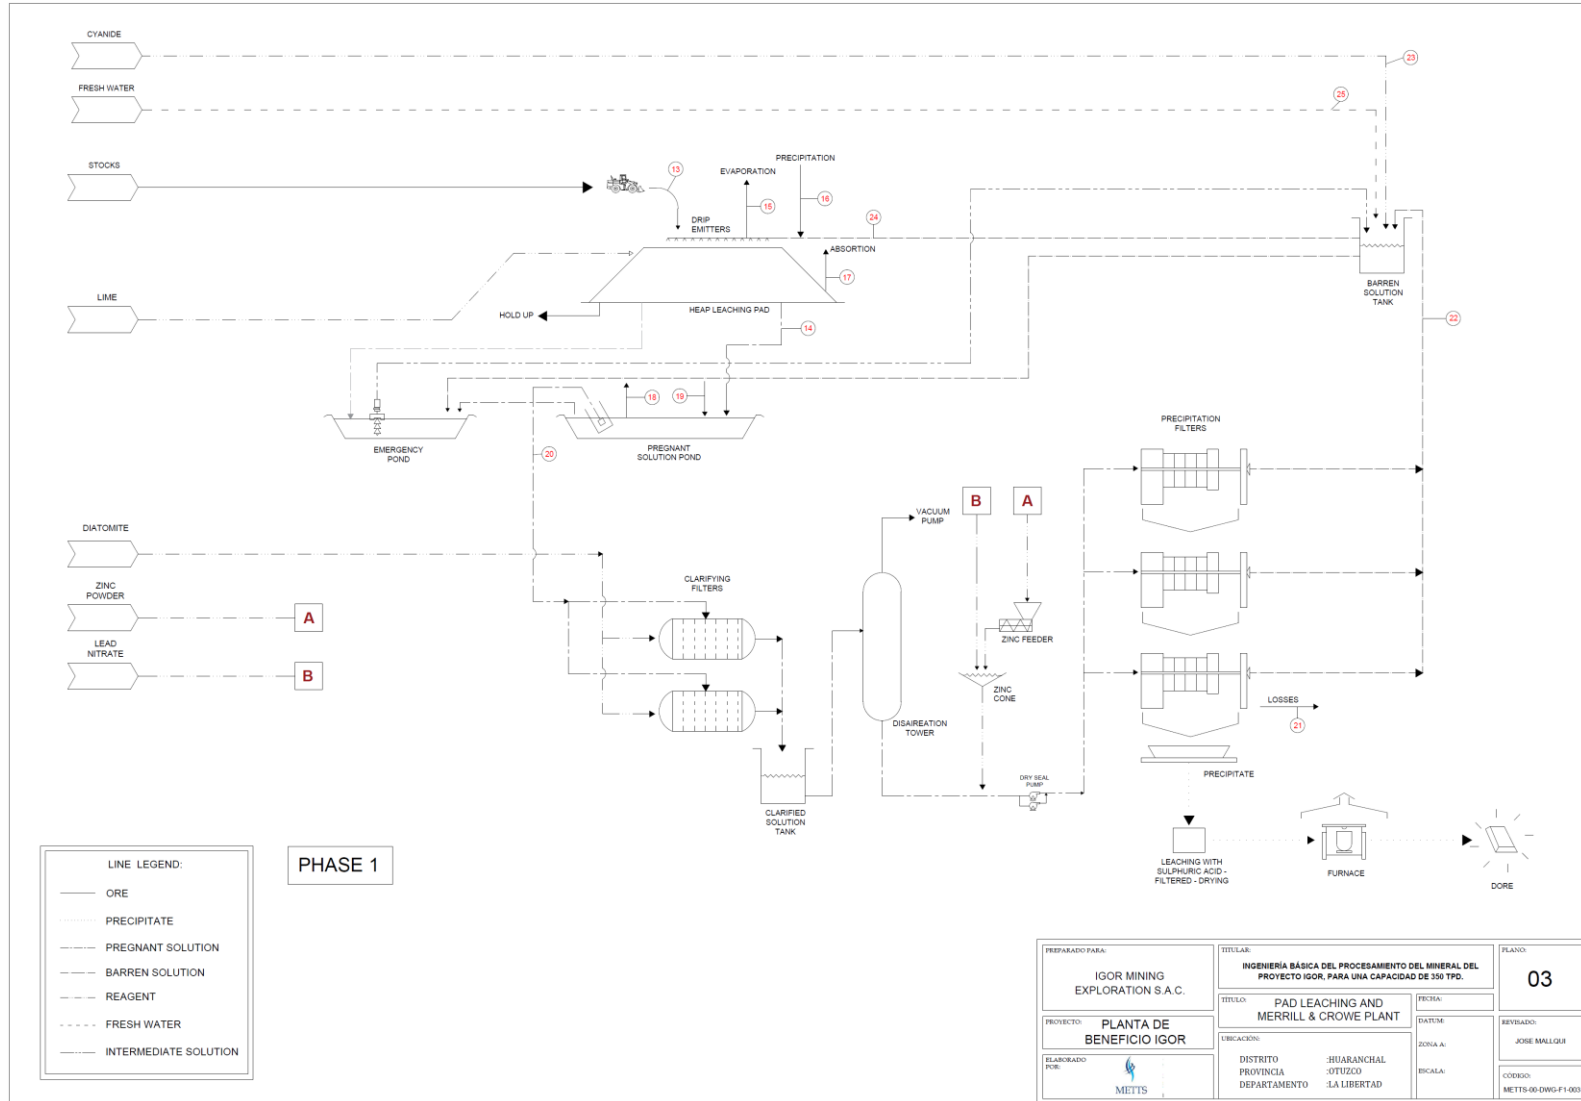 CYANIDE
23
25
FRESH WATER
STOCKS
13
PRECIPITATION
EVAPORATION
15
16
24
DRIP
EMITTERS
ABSORTION
17
LIME
HOLD UP
HEAP LEACHING PAD
14
BARREN
SOLUTION
TANK
22
18
19
EMERGENCY
POND
PREGNANT
SOLUTION POND
20
PRECIPITATION
FILTERS
DIATOMITE
VACUUM
PUMP
B
A
ZINC
POWDER
A
LEAD
NITRATE
B
CLARIFYING
FILTERS
ZINC FEEDER
ZINC
CONE
DISAIREATION
TOWER
LOSSES
21
PRECIPITATE
DRY SEAL
PUMP
CLARIFIED
SOLUTION
TANK
LEACHING WITH
SULPHURIC ACID -
FILTERED - DRYING
FURNACE
DORE
PHASE 1
LINE LEGEND:
ORE
PRECIPITATE
PREGNANT SOLUTION
BARREN SOLUTION
REAGENT
FRESH WATER
INTERMEDIATE SOLUTION
PREPARADO PARA:
IGOR MINING
EXPLORATION S.A.C.
PROYECTO:
PLANTA DE
BENEFICIO IGOR
ELABORADO
POR:
METTS
TITULAR:
INGENIERÍA BÁSICA DEL PROCESAMIENTO DEL MINERAL DEL
PROYECTO IGOR, PARA UNA CAPACIDAD DE 350 TPD.
TÍTULO:
PAD LEACHING AND
MERRILL & CROWE PLANT
UBICACIÓN:
DISTRITO :HUARANCHAL
PROVINCIA :OTUZCO
DEPARTAMENTO :LA LIBERTAD
FECHA:
DATUM:
ZONA A:
ESCALA:
PLANO:
03
REVISADO:
JOSE MALLQUI
CÓDIGO:
METTS-00-DWG-F1-003